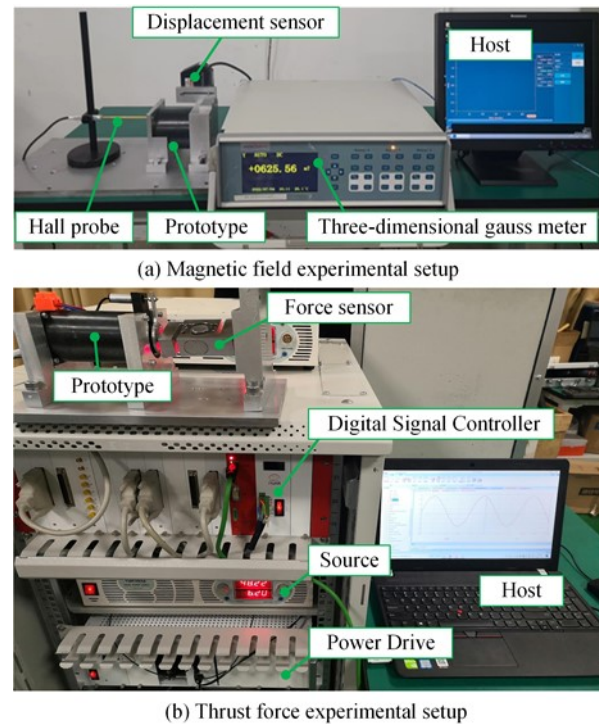 Displacement sensor
Host
+0625.56
Hall probe
Prototype
Three-dimensional gauss meter
(a) Magnetic field experimental setup
Force sensor
Prototype
Digital Signal Controller
Source
Host
Power Drive
(b) Thrust force experimental setup